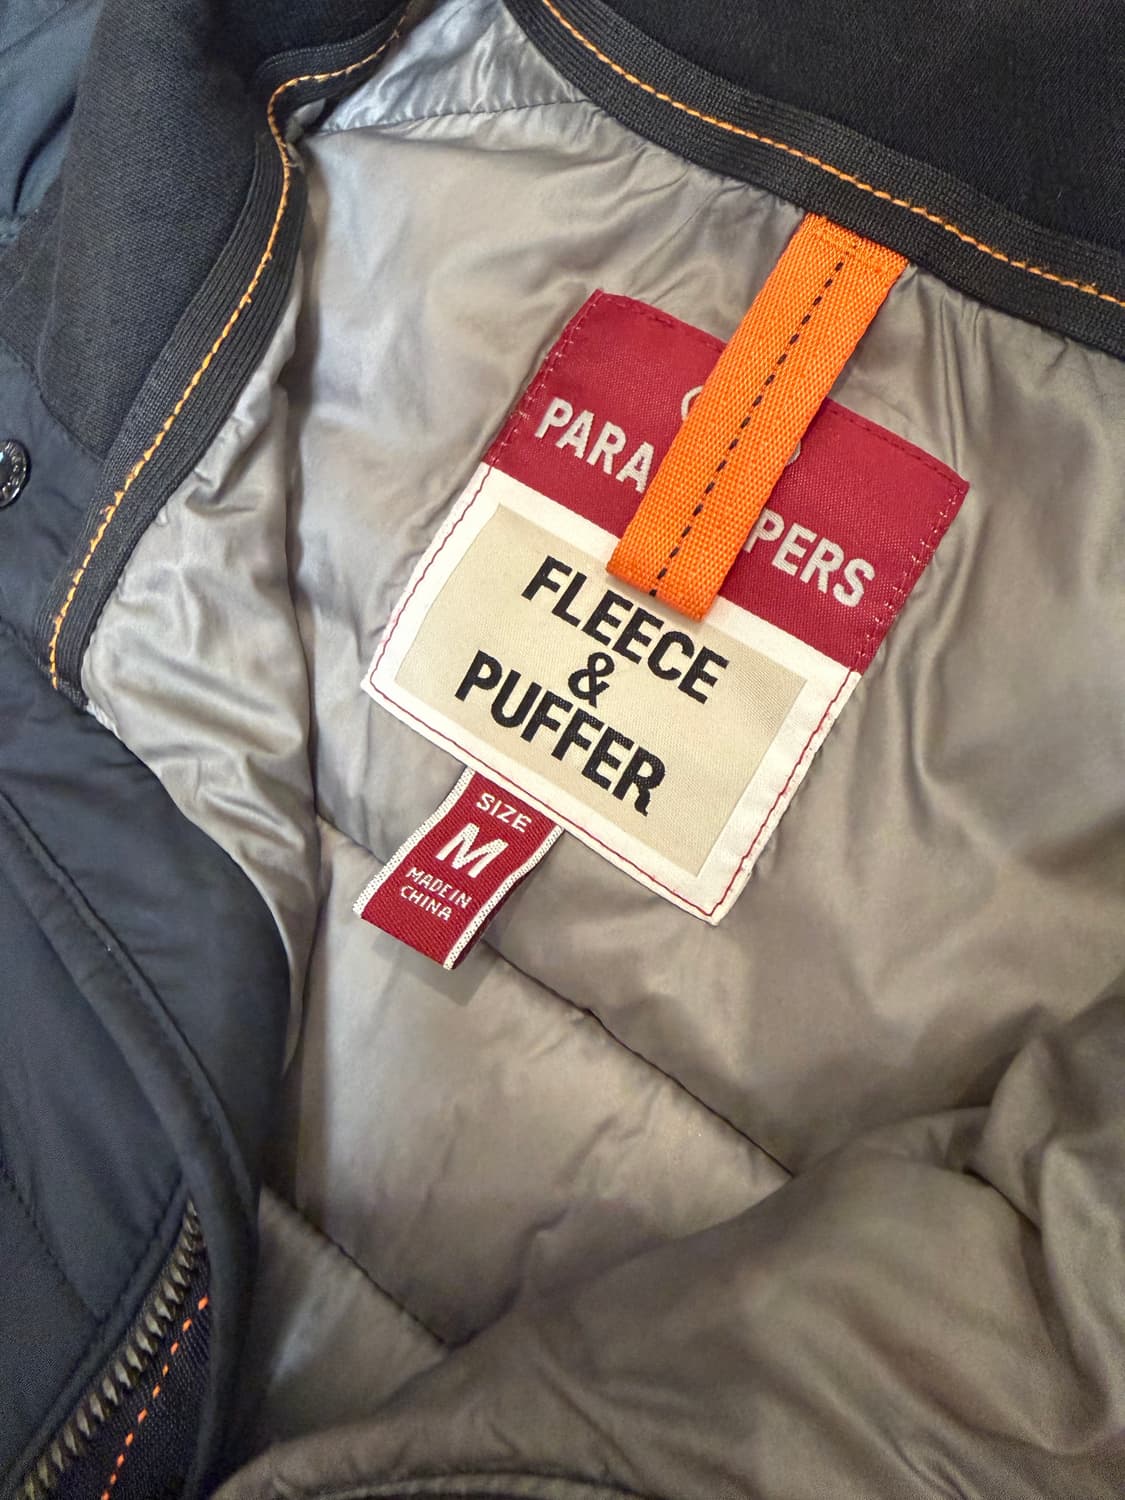 PARA PERS
FLEECE
&
PUFFER
SIZE
M
MADE IN
CHINA